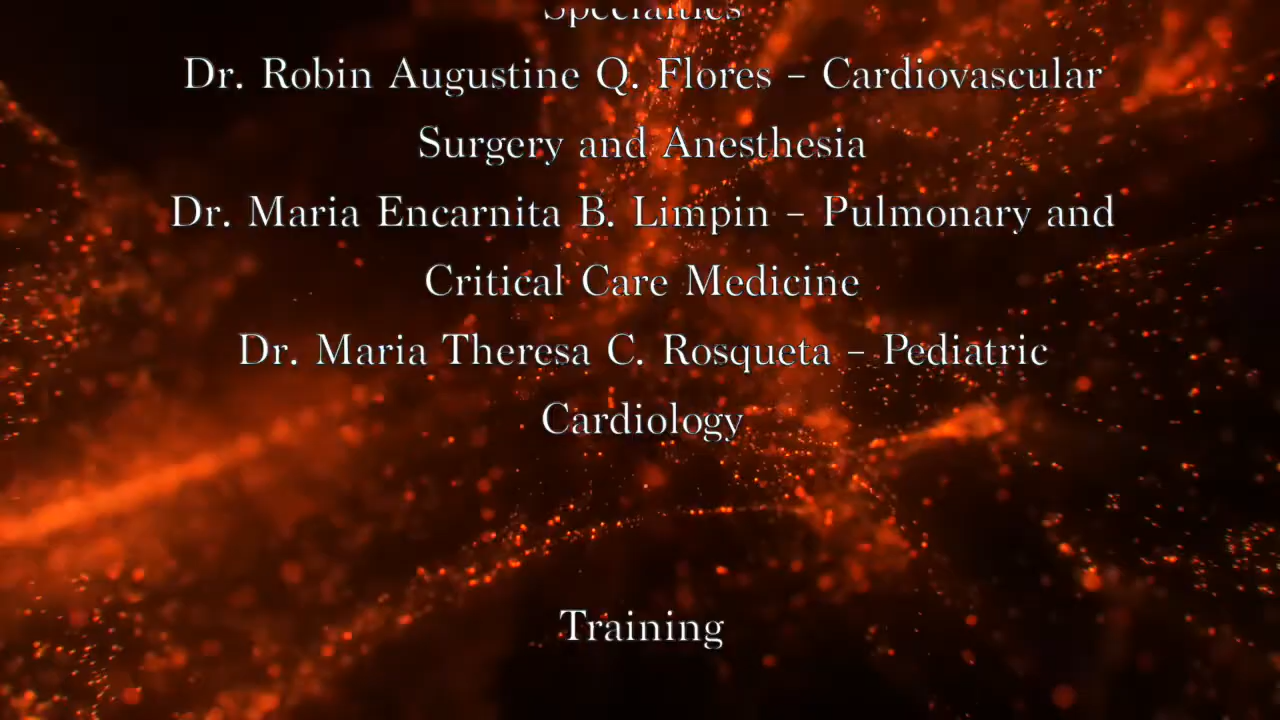 Specialties
Dr. Robin Augustine Q. Flores – Cardiovascular
Surgery and Anesthesia
Dr. Maria Encarnita B. Limpin – Pulmonary and
Critical Care Medicine
Dr. Maria Theresa C. Rosqueta – Pediatric
Cardiology
Training